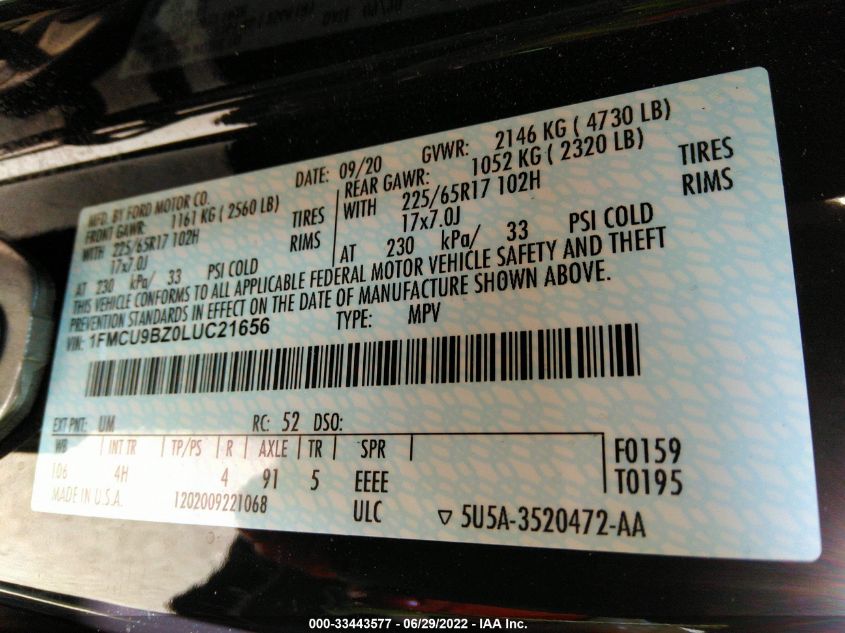 MFD. BY FORD MOTOR CO. DATE: 09/20 GVWR: 2146 KG ( 4730 LB)
FRONT GAWR: 1161 KG ( 2560 LB) REAR GAWR: 1052 KG ( 2320 LB)
WITH 225/65R17 102H TIRES WITH 225/65R17 102H TIRES
17x7.0J RIMS 17x7.0J RIMS
AT 230 kPa/ 33 PSI COLD AT 230 kPa/ 33 PSI COLD
THIS VEHICLE CONFORMS TO ALL APPLICABLE FEDERAL MOTOR VEHICLE SAFETY AND THEFT
PREVENTION STANDARDS IN EFFECT ON THE DATE OF MANUFACTURE SHOWN ABOVE.
VIN: 1FMCU9BZ0LUC21656 TYPE: MPV
EXT PNT: UM RC: 52 DSO:
WB INT TR TP/PS R AXLE TR SPR F0159
106 4H 4 91 5 EEEE T0195
MADE IN U.S.A. 1202009221068 ULC ▽ 5U5A-3520472-AA
000-33443577 - 06/29/2022 - IAA Inc.